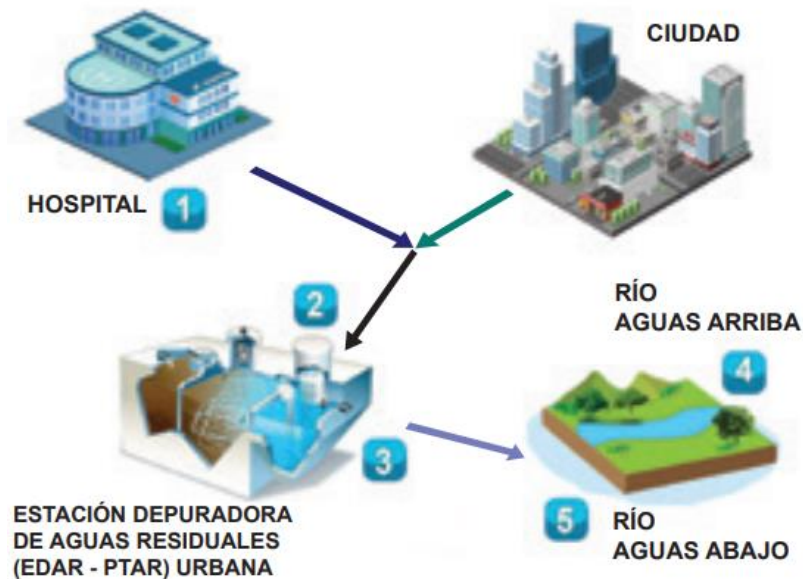 CIUDAD
HOSPITAL 1
2
RÍO
AGUAS ARRIBA
4
3
ESTACIÓN DEPURADORA
DE AGUAS RESIDUALES
(EDAR - PTAR) URBANA
5
RÍO
AGUAS ABAJO